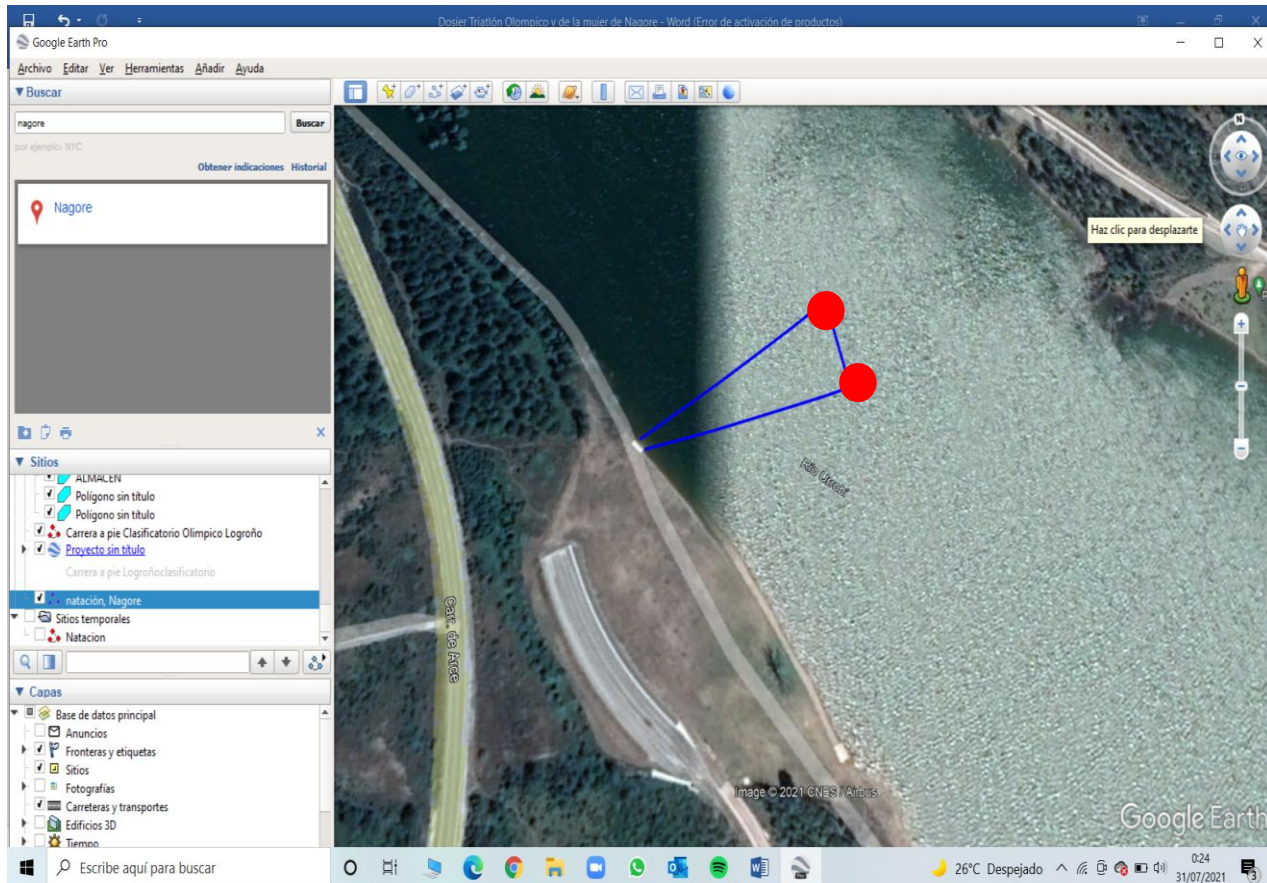 Dosier Triatlón Olompico y de la mujer de Nagore - Word (Error de activación de productos)
Google Earth Pro
Archivo Editar Ver Herramientas Añadir Ayuda
Buscar
nagore
Buscar
por ejemplo: NYC
Obtener indicaciones Historial
Nagore
Sitios
ALMACEN
Polígono sin título
Polígono sin título
Carrera a pie Clasificatorio Olimpico Logroño
Proyecto sin título
Carrera a pie Logroñoclasificatorio
natación, Nagore
Sitios temporales
Natacion
Capas
Base de datos principal
Anuncios
Fronteras y etiquetas
Sitios
Fotografías
Carreteras y transportes
Edificios 3D
Tiempo
N
Haz clic para desplazarte
Río Urrobi
Carr. de Arce
Image © 2021 CNES / Airbus
Google Earth
Escribe aquí para buscar
26°C Despejado
0:24
31/07/2021
3